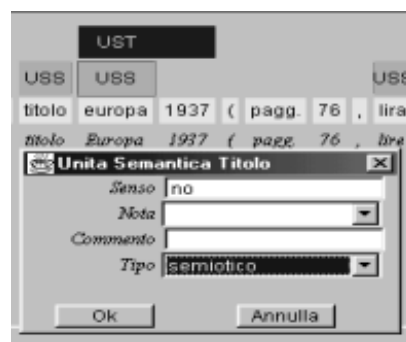 UST
USS USS USS
titolo europa 1937 ( pagg. 76 , lira
titolo Europa 1937 ( pagg. 76 , lire
Unita Semantica Titolo
Senso no
Nota
Commento
Tipo semiotico
Ok Annulla